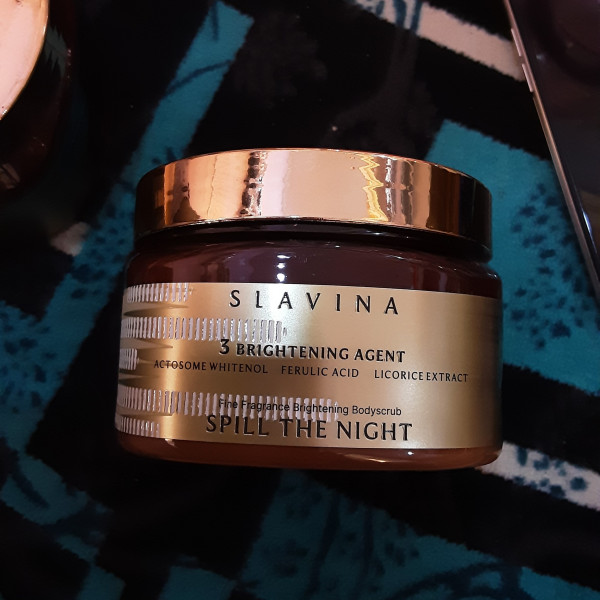 SLAVINA
3 BRIGHTENING AGENT
ACTOSOME WHITENOL FERULIC ACID LICORICE EXTRACT
Fine Fragrance Brightening Bodyscrub
SPILL THE NIGHT